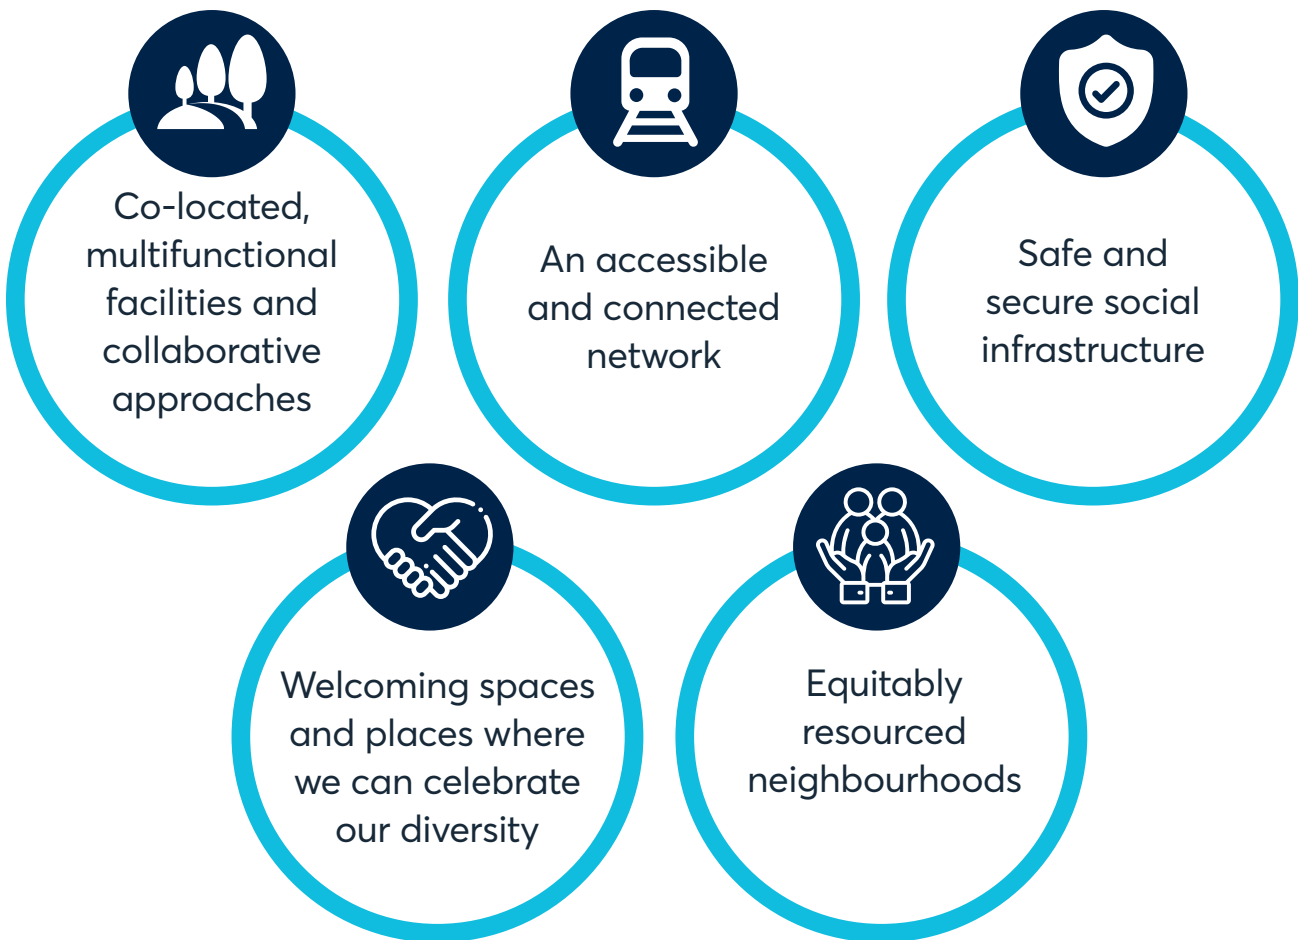 Co-located,
multifunctional
facilities and
collaborative
approaches
An accessible
and connected
network
Safe and
secure social
infrastructure
Welcoming spaces
and places where
we can celebrate
our diversity
Equitably
resourced
neighbourhoods